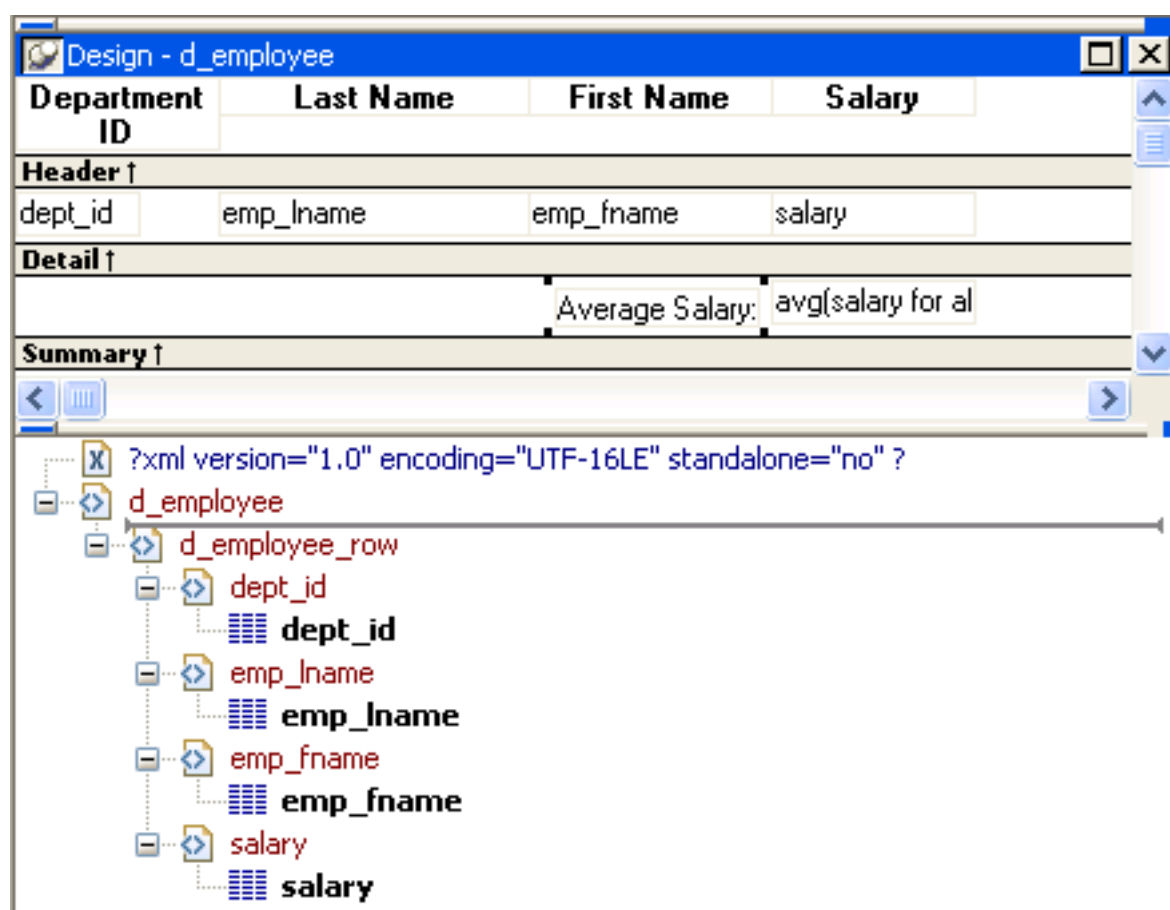 Design - d_employee
Department ID Last Name First Name Salary
Header ↑
dept_id emp_lname emp_fname salary
Detail ↑
Average Salary: avg(salary for al
Summary ↑
?xml version="1.0" encoding="UTF-16LE" standalone="no" ?
d_employee
d_employee_row
dept_id
dept_id
emp_lname
emp_lname
emp_fname
emp_fname
salary
salary